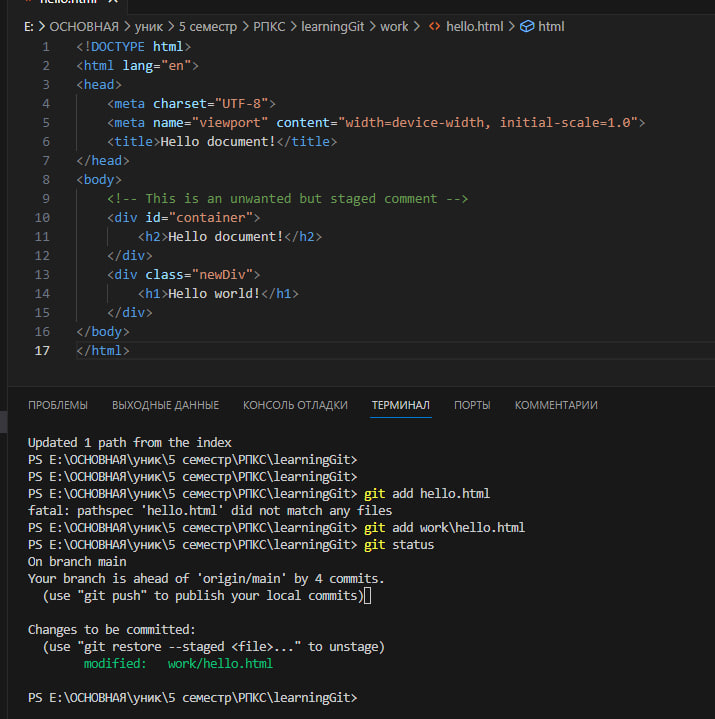 hello.html
E: > ОСНОВНАЯ > уник > 5 семестр > РПКС > learningGit > work > <> hello.html > html
1 <!DOCTYPE html>
2 <html lang="en">
3 <head>
4 <meta charset="UTF-8">
5 <meta name="viewport" content="width=device-width, initial-scale=1.0">
6 <title>Hello document!</title>
7 </head>
8 <body>
9 <!-- This is an unwanted but staged comment -->
10 <div id="container">
11 <h2>Hello document!</h2>
12 </div>
13 <div class="newDiv">
14 <h1>Hello world!</h1>
15 </div>
16 </body>
17 </html>
ПРОБЛЕМЫ ВЫХОДНЫЕ ДАННЫЕ КОНСОЛЬ ОТЛАДКИ ТЕРМИНАЛ ПОРТЫ КОММЕНТАРИИ
Updated 1 path from the index
PS E:\ОСНОВНАЯ\уник\5 семестр\РПКС\learningGit>
PS E:\ОСНОВНАЯ\уник\5 семестр\РПКС\learningGit>
PS E:\ОСНОВНАЯ\уник\5 семестр\РПКС\learningGit> git add hello.html
fatal: pathspec 'hello.html' did not match any files
PS E:\ОСНОВНАЯ\уник\5 семестр\РПКС\learningGit> git add work\hello.html
PS E:\ОСНОВНАЯ\уник\5 семестр\РПКС\learningGit> git status
On branch main
Your branch is ahead of 'origin/main' by 4 commits.
(use "git push" to publish your local commits)
Changes to be committed:
(use "git restore --staged <file>..." to unstage)
modified: work/hello.html
PS E:\ОСНОВНАЯ\уник\5 семестр\РПКС\learningGit>